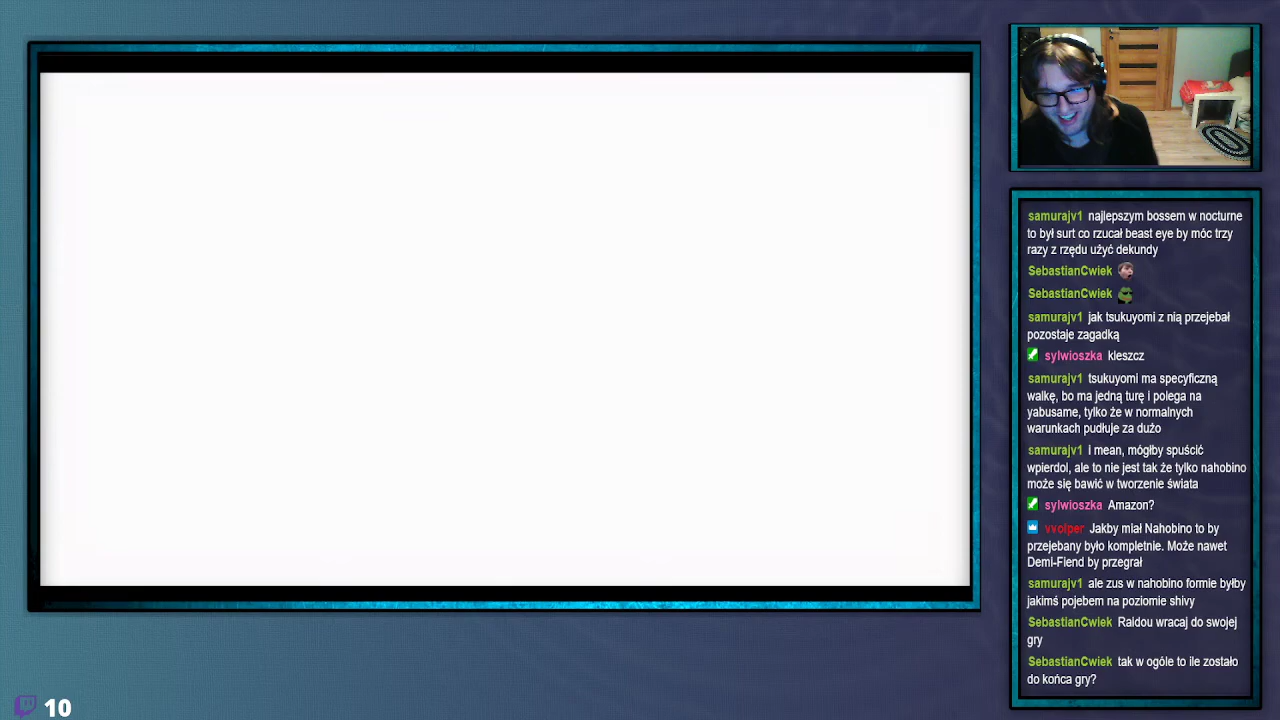 samurajv1 najlepszym bossem w nocturne
to był surt co rzucał beast eye by móc trzy
razy z rzędu użyć dekundy
SebastianCwiek
SebastianCwiek
samurajv1 jak tsukuyomi z nią przejebał
pozostaje zagadką
sylwioszka kleszcz
samurajv1 tsukuyomi ma specyficzną
walkę, bo ma jedną turę i polega na
yabusame, tylko że w normalnych
warunkach pudłuje za dużo
samurajv1 i mean, mógłby spuścić
wpierdol, ale to nie jest tak że tylko nahobino
może się bawić w tworzenie świata
sylwioszka Amazon?
vvolper Jakby miał Nahobino to by
przejebany było kompletnie. Może nawet
Demi-Fiend by przegrał
samurajv1 ale zus w nahobino formie byłby
jakimś pojebem na poziomie shivy
SebastianCwiek Raidou wracaj do swojej
gry
SebastianCwiek tak w ogóle to ile zostało
do końca gry?
10